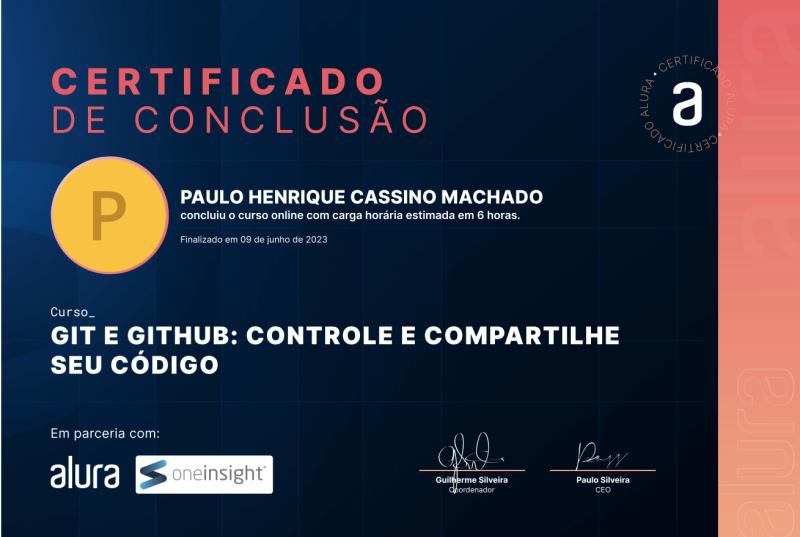 CERTIFICADO
DE CONCLUSÃO
CERTIFICADO ALURA • CERTIFICADO ALURA •
a
P
PAULO HENRIQUE CASSINO MACHADO
concluiu o curso online com carga horária estimada em 6 horas.
Finalizado em 09 de junho de 2023
Curso_
GIT E GITHUB: CONTROLE E COMPARTILHE
SEU CÓDIGO
Em parceria com:
alura
oneinsight
Guilherme Silveira
Coordenador
Paulo Silveira
CEO
alura
alura